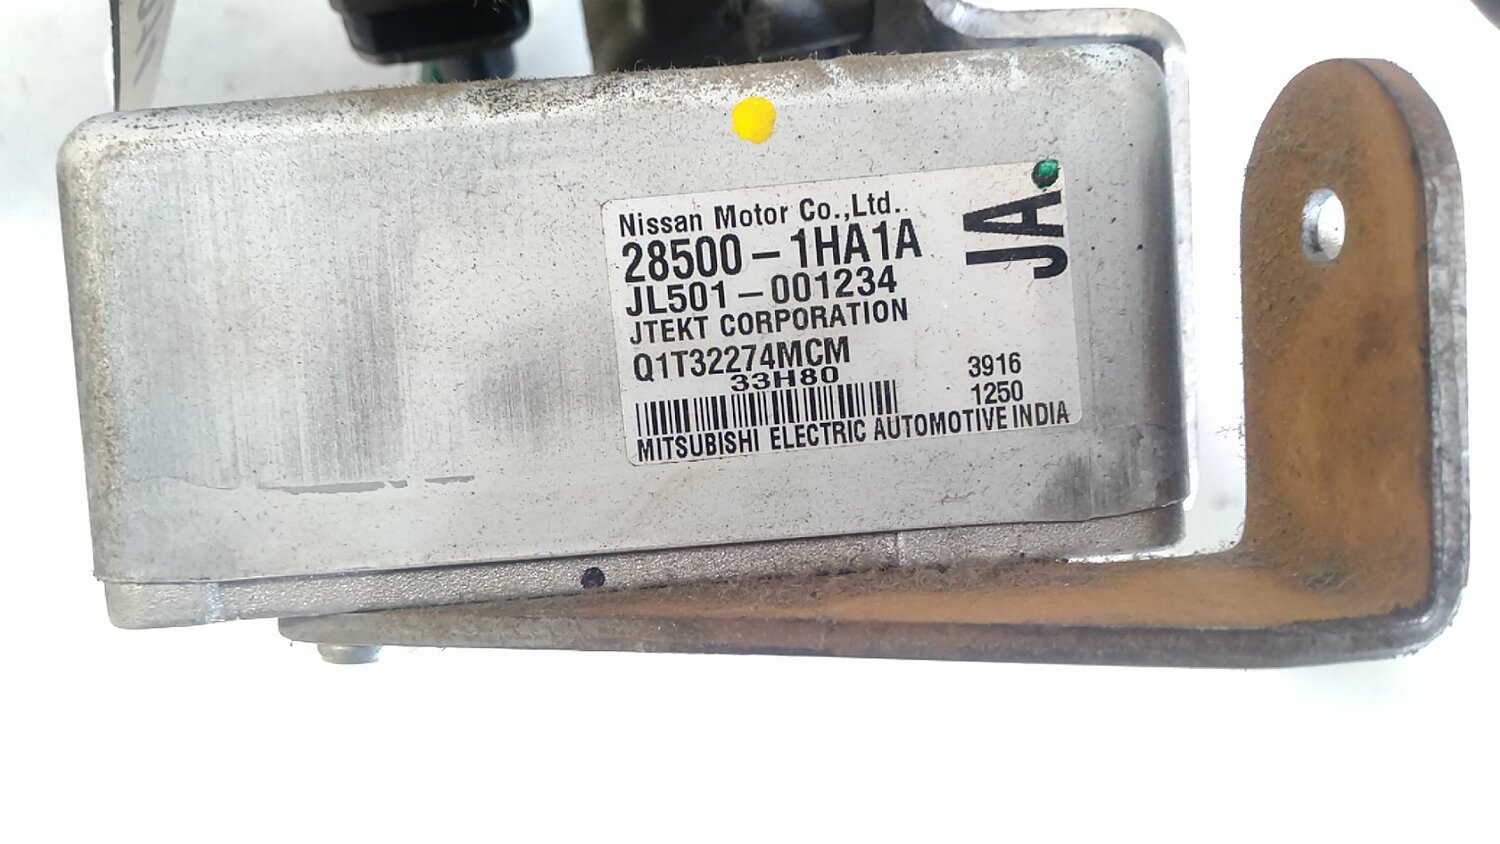 Nissan Motor Co.,Ltd.
28500-1HA1A
JA
JL501-001234
JTEKT CORPORATION
Q1T32274MCM
33H80
3916
1250
MITSUBISHI ELECTRIC AUTOMOTIVE INDIA